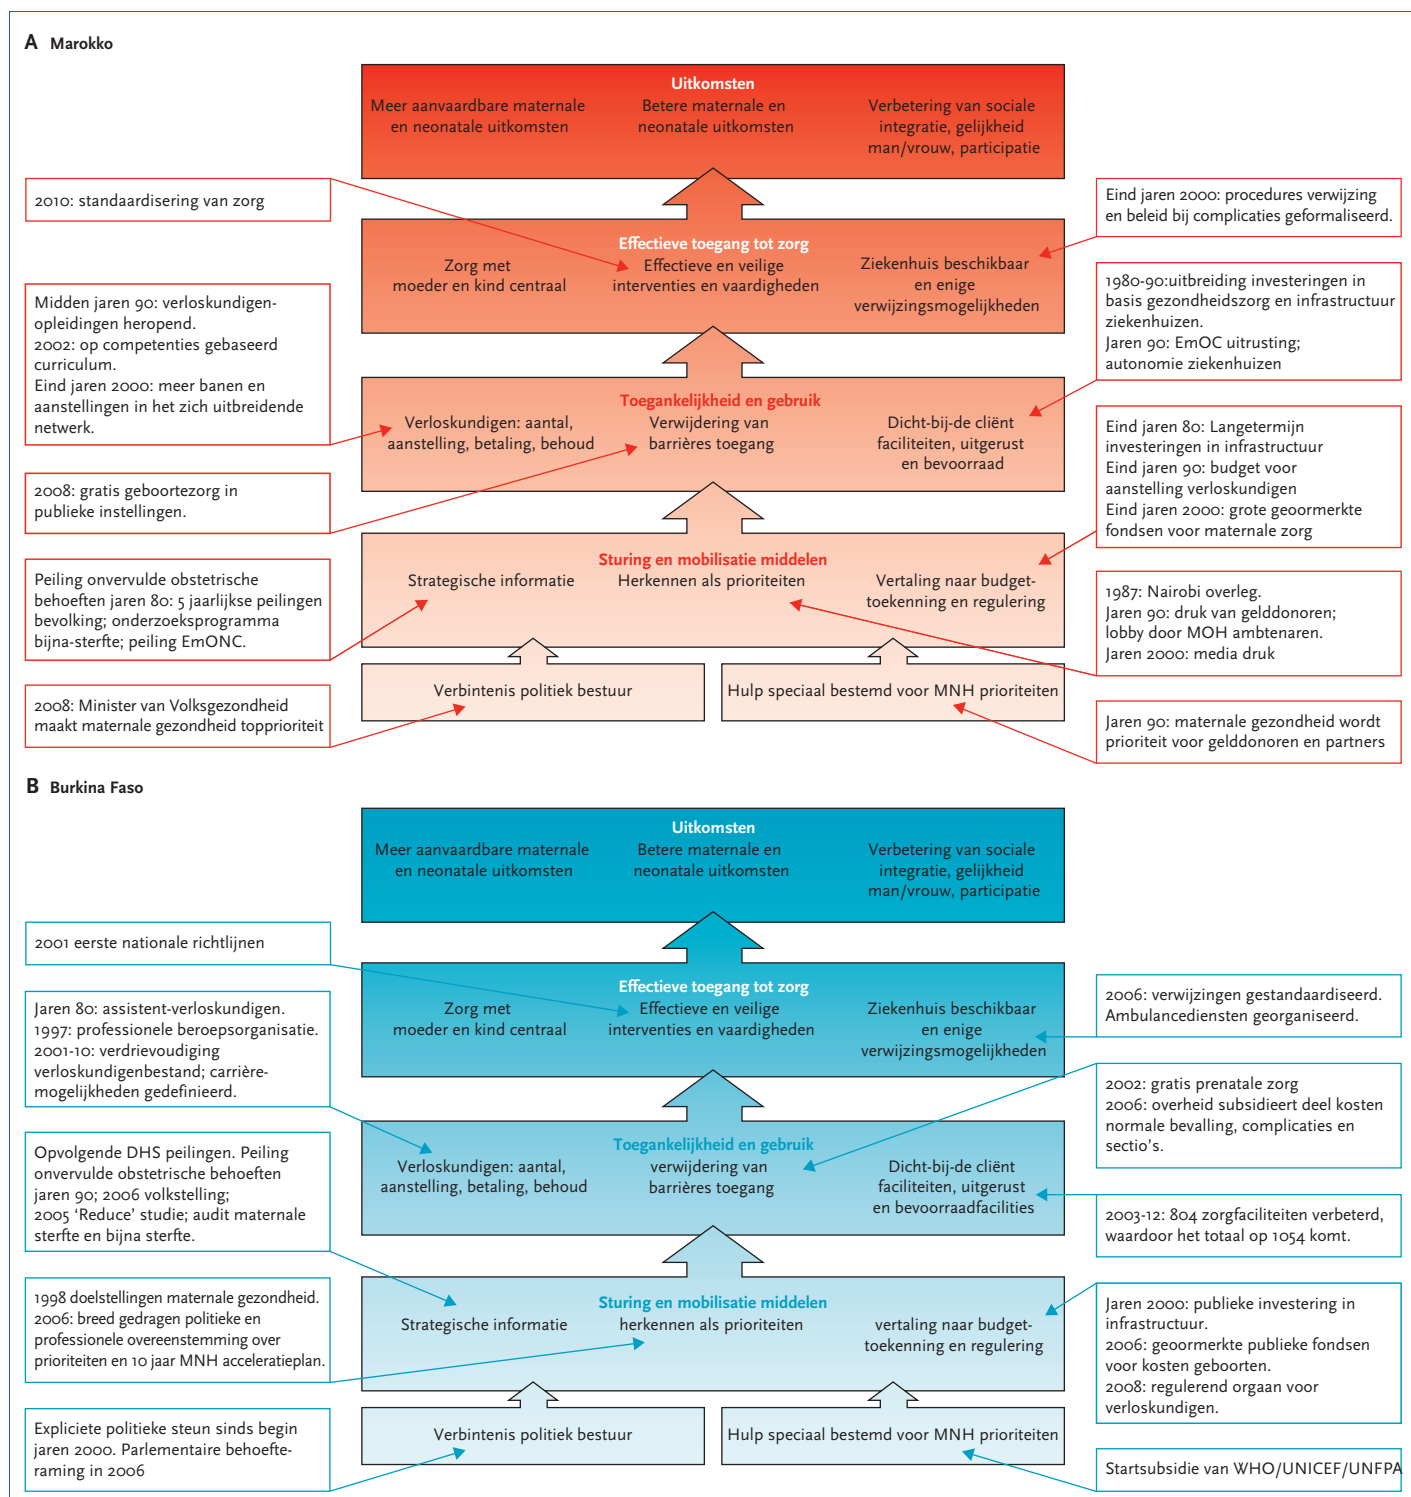 A Marokko
Uitkomsten
Meer aanvaardbare maternale
en neonatale uitkomsten
Betere maternale en
neonatale uitkomsten
Verbetering van sociale
integratie, gelijkheid
man/vrouw, participatie
2010: standaardisering van zorg
Eind jaren 2000: procedures verwijzing
en beleid bij complicaties geformaliseerd.
Effectieve toegang tot zorg
Zorg met
moeder en kind centraal
Effectieve en veilige
interventies en vaardigheden
Ziekenhuis beschikbaar
en enige
verwijzingsmogelijkheden
Midden jaren 90: verloskundigen-
opleidingen heropend.
2002: op competenties gebaseerd
curriculum.
Eind jaren 2000: meer banen en
aanstellingen in het zich uitbreidende
netwerk.
1980-90:uitbreiding investeringen in
basis gezondheidszorg en infrastructuur
ziekenhuizen.
Jaren 90: EmOC uitrusting;
autonomie ziekenhuizen
Toegankelijkheid en gebruik
Verloskundigen: aantal,
aanstelling, betaling, behoud
Verwijdering van
barrières toegang
Dicht-bij-de cliënt
faciliteiten, uitgerust
en bevoorraad
2008: gratis geboortezorg in
publieke instellingen.
Eind jaren 80: Langetermijn
investeringen in infrastructuur
Eind jaren 90: budget voor
aanstelling verloskundigen
Eind jaren 2000: grote geoormerkte
fondsen voor maternale zorg
Sturing en mobilisatie middelen
Strategische informatie
Herkennen als prioriteiten
Vertaling naar budget-
toekenning en regulering
Peiling onvervulde obstetrische
behoeften jaren 80: 5 jaarlijkse peilingen
bevolking; onderzoeksprogramma
bijna-sterfte; peiling EmONC.
1987: Nairobi overleg.
Jaren 90: druk van gelddonoren;
lobby door MOH ambtenaren.
Jaren 2000: media druk
Verbintenis politiek bestuur
Hulp speciaal bestemd voor MNH prioriteiten
2008: Minister van Volksgezondheid
maakt maternale gezondheid topprioriteit
Jaren 90: maternale gezondheid wordt
prioriteit voor gelddonoren en partners
B Burkina Faso
Uitkomsten
Meer aanvaardbare maternale
en neonatale uitkomsten
Betere maternale en
neonatale uitkomsten
Verbetering van sociale
integratie, gelijkheid
man/vrouw, participatie
2001 eerste nationale richtlijnen
Effectieve toegang tot zorg
Zorg met
moeder en kind centraal
Effectieve en veilige
interventies en vaardigheden
Ziekenhuis beschikbaar
en enige
verwijzingsmogelijkheden
2006: verwijzingen gestandaardiseerd.
Ambulancediensten georganiseerd.
Jaren 80: assistent-verloskundigen.
1997: professionele beroepsorganisatie.
2001-10: verdrievoudiging
verloskundigenbestand; carrière-
mogelijkheden gedefinieerd.
2002: gratis prenatale zorg
2006: overheid subsidieert deel kosten
normale bevalling, complicaties en
sectio's.
Toegankelijkheid en gebruik
Verloskundigen: aantal,
aanstelling, betaling, behoud
verwijdering van
barrières toegang
Dicht-bij-de cliënt
faciliteiten, uitgerust
en bevoorraadfacilities
Opvolgende DHS peilingen. Peiling
onvervulde obstetrische behoeften
jaren 90; 2006 volkstelling;
2005 'Reduce' studie; audit maternale
sterfte en bijna sterfte.
2003-12: 804 zorgfaciliteiten verbeterd,
waardoor het totaal op 1054 komt.
Sturing en mobilisatie middelen
Strategische informatie
herkennen als prioriteiten
vertaling naar budget-
toekenning en regulering
1998 doelstellingen maternale gezondheid.
2006: breed gedragen politieke en
professionele overeenstemming over
prioriteiten en 10 jaar MNH acceleratieplan.
Jaren 2000: publieke investering in
infrastructuur.
2006: geoormerkte publieke fondsen
voor kosten geboorten.
2008: regulerend orgaan voor
verloskundigen.
Verbintenis politiek bestuur
Hulp speciaal bestemd voor MNH prioriteiten
Expliciete politieke steun sinds begin
jaren 2000. Parlementaire behoefte-
raming in 2006
Startsubsidie van WHO/UNICEF/UNFPA